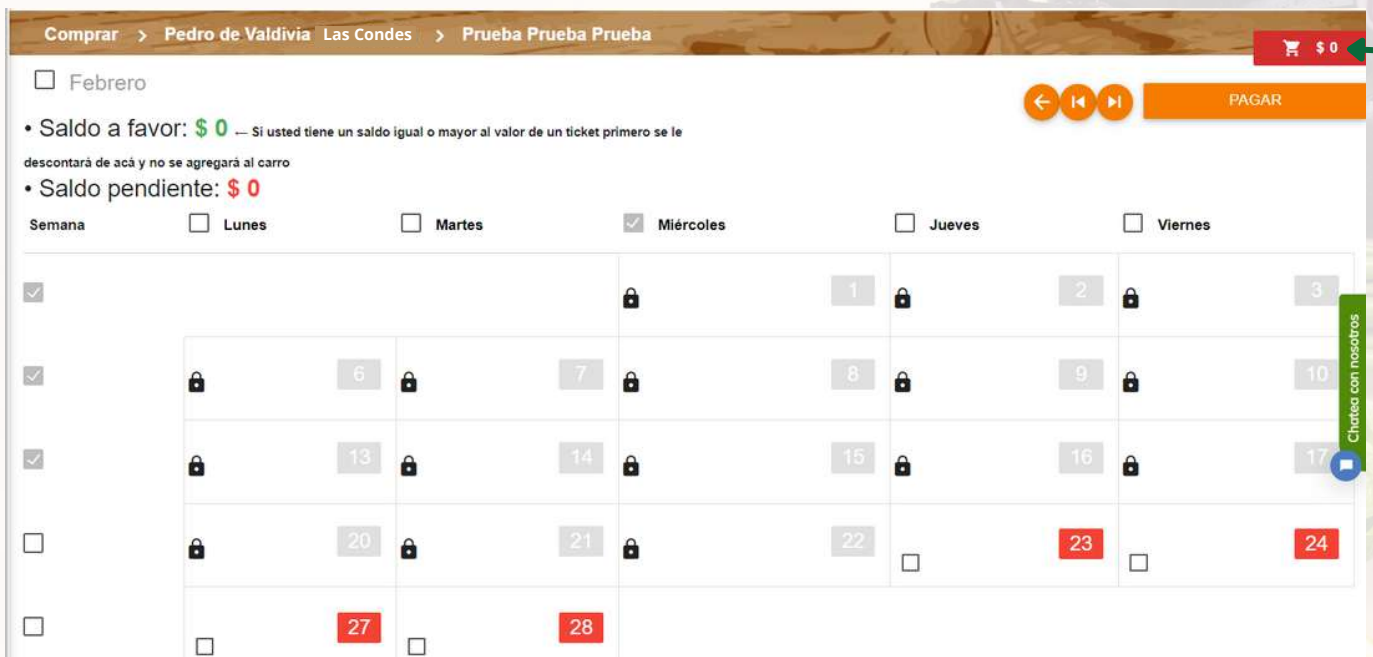 Comprar > Pedro de Valdivia Las Condes > Prueba Prueba Prueba
$ 0
Febrero
PAGAR
• Saldo a favor: $ 0 ← Si usted tiene un saldo igual o mayor al valor de un ticket primero se le
descontará de acá y no se agregará al carro
• Saldo pendiente: $ 0
Semana Lunes Martes Miércoles Jueves Viernes
1 2 3
6 7 8 9 10
13 14 15 16 17
20 21 22 23 24
27 28
Chatea con nosotros